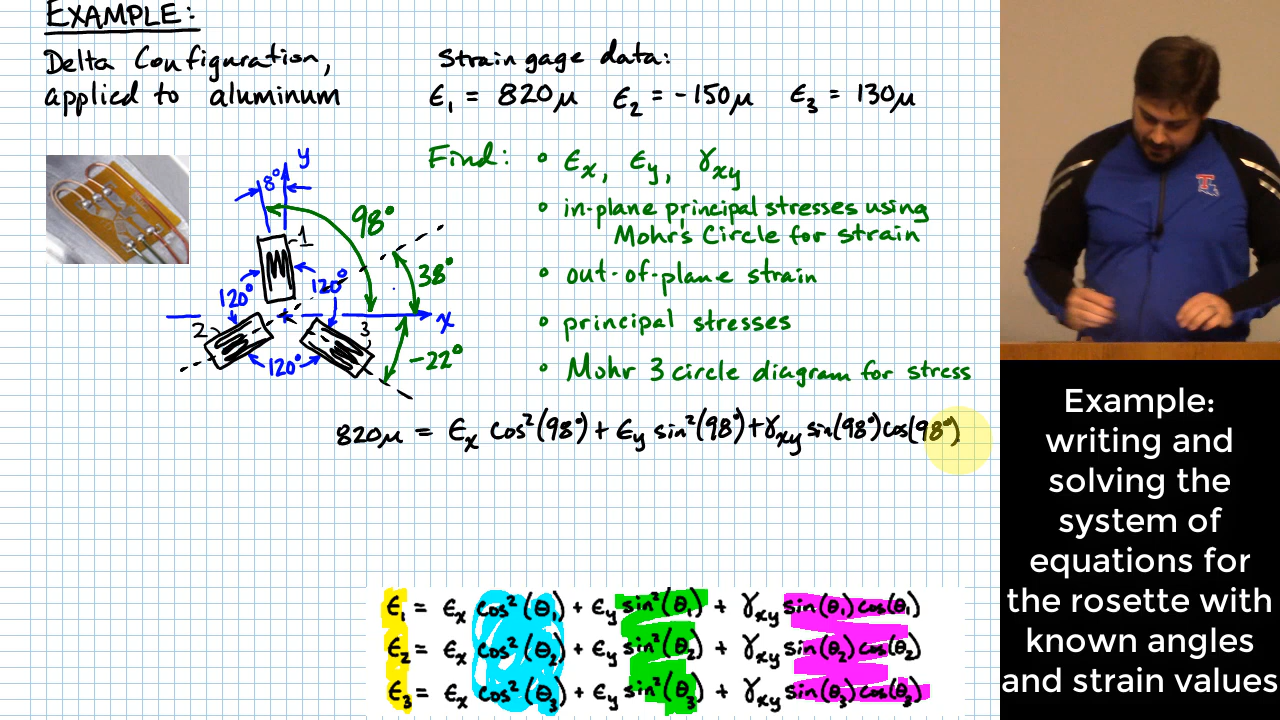 EXAMPLE:
Delta Configuration,
applied to aluminum
Strain gage data:
ϵ₁ = 820μ ϵ₂ = -150μ ϵ₃ = 130μ
Find: • ϵx, ϵy, γxy
• in-plane principal stresses using
Mohr's Circle for strain
• out-of-plane strain
• principal stresses
• Mohr 3 circle diagram for stress
y
8°
98°
1
38°
120°
120°
x
2
3
120°
-22°
820μ = ϵx cos²(98°) + ϵy sin²(98°) + γxy sin(98°)cos(98°)
ϵ₁ = ϵx cos²(θ₁) + ϵy sin²(θ₁) + γxy sin(θ₁) cos(θ₁)
ϵ₂ = ϵx cos²(θ₂) + ϵy sin²(θ₂) + γxy sin(θ₂) cos(θ₂)
ϵ₃ = ϵx cos²(θ₃) + ϵy sin²(θ₃) + γxy sin(θ₃) cos(θ₃)
Example:
writing and
solving the
system of
equations for
the rosette with
known angles
and strain values